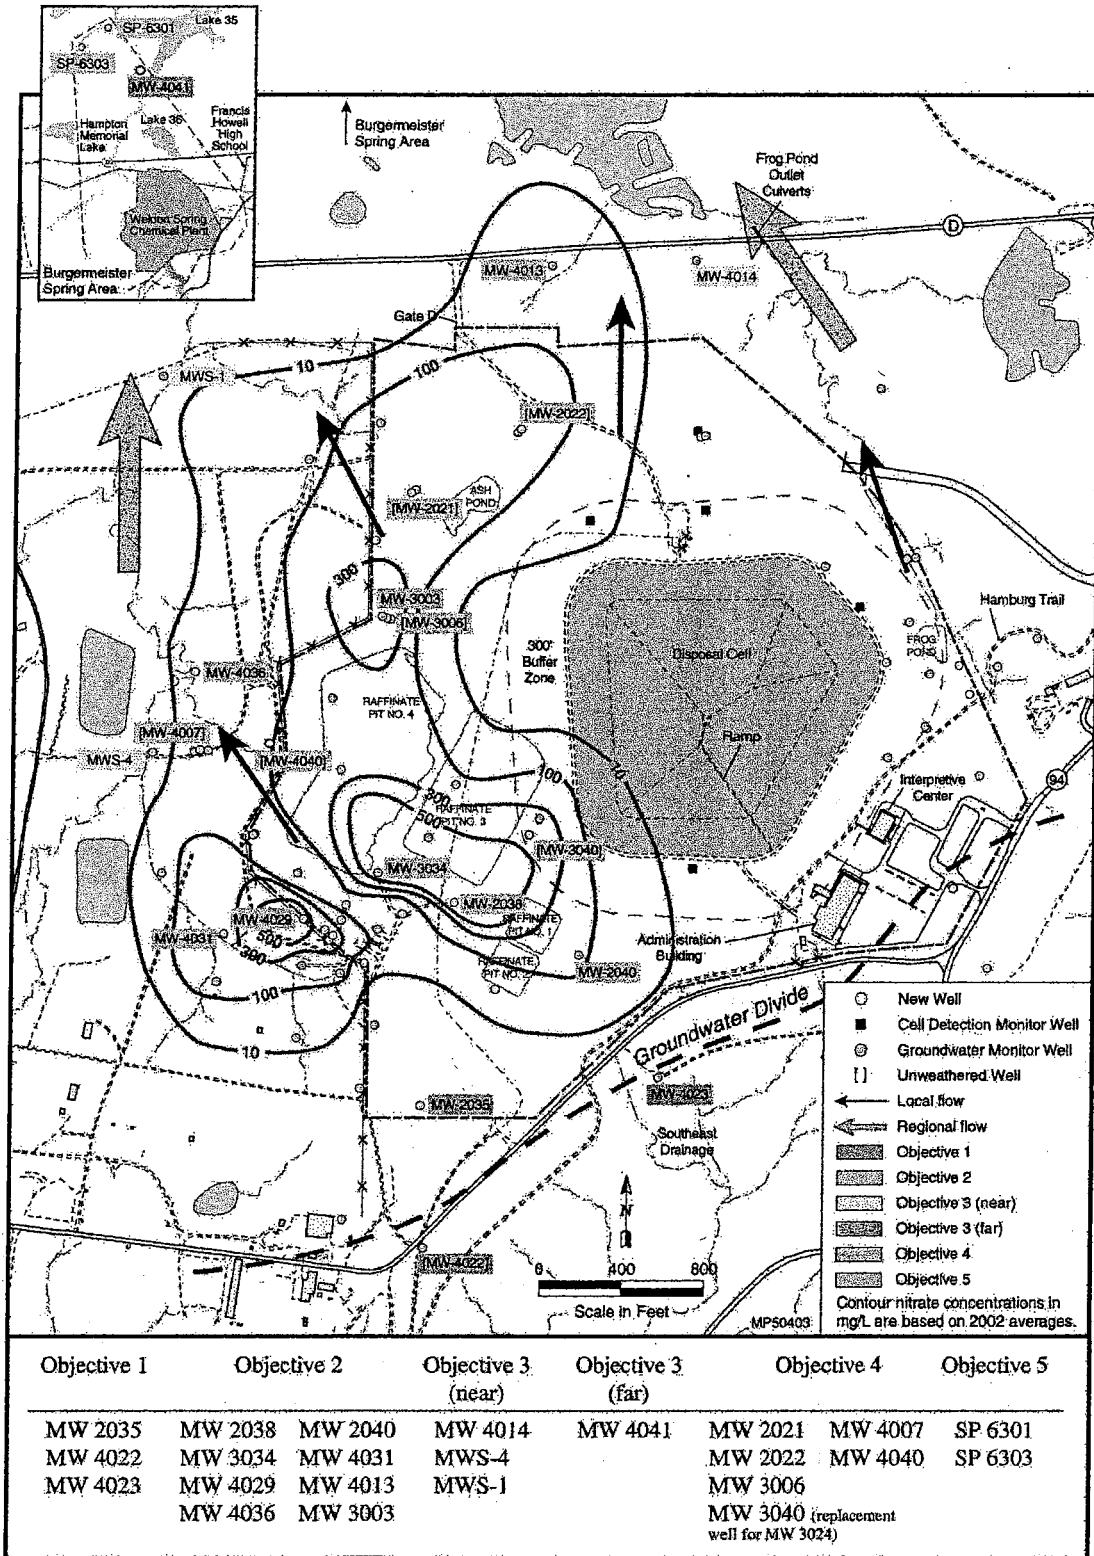 SP-6301
Lake 35
SP-6303
MW-4041
Hampton
Memorial
Lake
Lake 36
Francis
Howell
High
School
Weldon Spring
Chemical Plant
Burgermeister
Spring Area
Burgermeister
Spring Area
Frog Pond
Outlet
Culverts
D
MW-4013
MW-4014
Gate D
MWS-1
10
100
[MW-2022]
[MW-2021]
ASH
POND
300
MW-3003
[MW-3006]
Hamburg Trail
FROG
POND
300'
Buffer
Zone
Disposal Cell
MW-4036
RAFFINATE
PIT NO. 4
[MW-4007]
MWS-4
[MW-4040]
Ramp
100
10
94
Interpretive
Center
300
500
RAFFINATE
PIT NO. 3
[MW-3040]
MW-3034
MW-2038
RAFFINATE
PIT NO. 1
MW-4029
MW-4031
500
300
100
10
RAFFINATE
PIT NO. 2
MW-2040
Administration
Building
Groundwater Divide
MW-4023
MW-2035
Southeast
Drainage
[MW-4022]
N
0 400 800
Scale in Feet
MP50403
New Well
Cell Detection Monitor Well
Groundwater Monitor Well
[ ] Unweathered Well
Local flow
Regional flow
Objective 1
Objective 2
Objective 3 (near)
Objective 3 (far)
Objective 4
Objective 5
Contour nitrate concentrations in
mg/L are based on 2002 averages.
Objective 1 Objective 2 Objective 3 Objective 3 Objective 4 Objective 5
(near) (far)
MW 2035 MW 2038 MW 2040 MW 4014 MW 4041 MW 2021 MW 4007 SP 6301
MW 4022 MW 3034 MW 4031 MWS-4 MW 2022 MW 4040 SP 6303
MW 4023 MW 4029 MW 4013 MWS-1 MW 3006
MW 4036 MW 3003 MW 3040 (replacement
well for MW 3024)